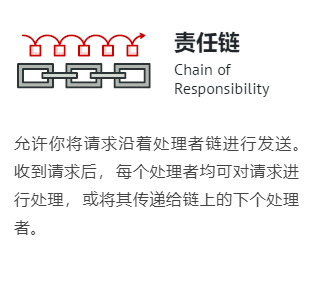 责任链
Chain of
Responsibility
允许你将请求沿着处理者链进行发送。
收到请求后，每个处理者均可对请求进
行处理，或将其传递给链上的下个处理
者。